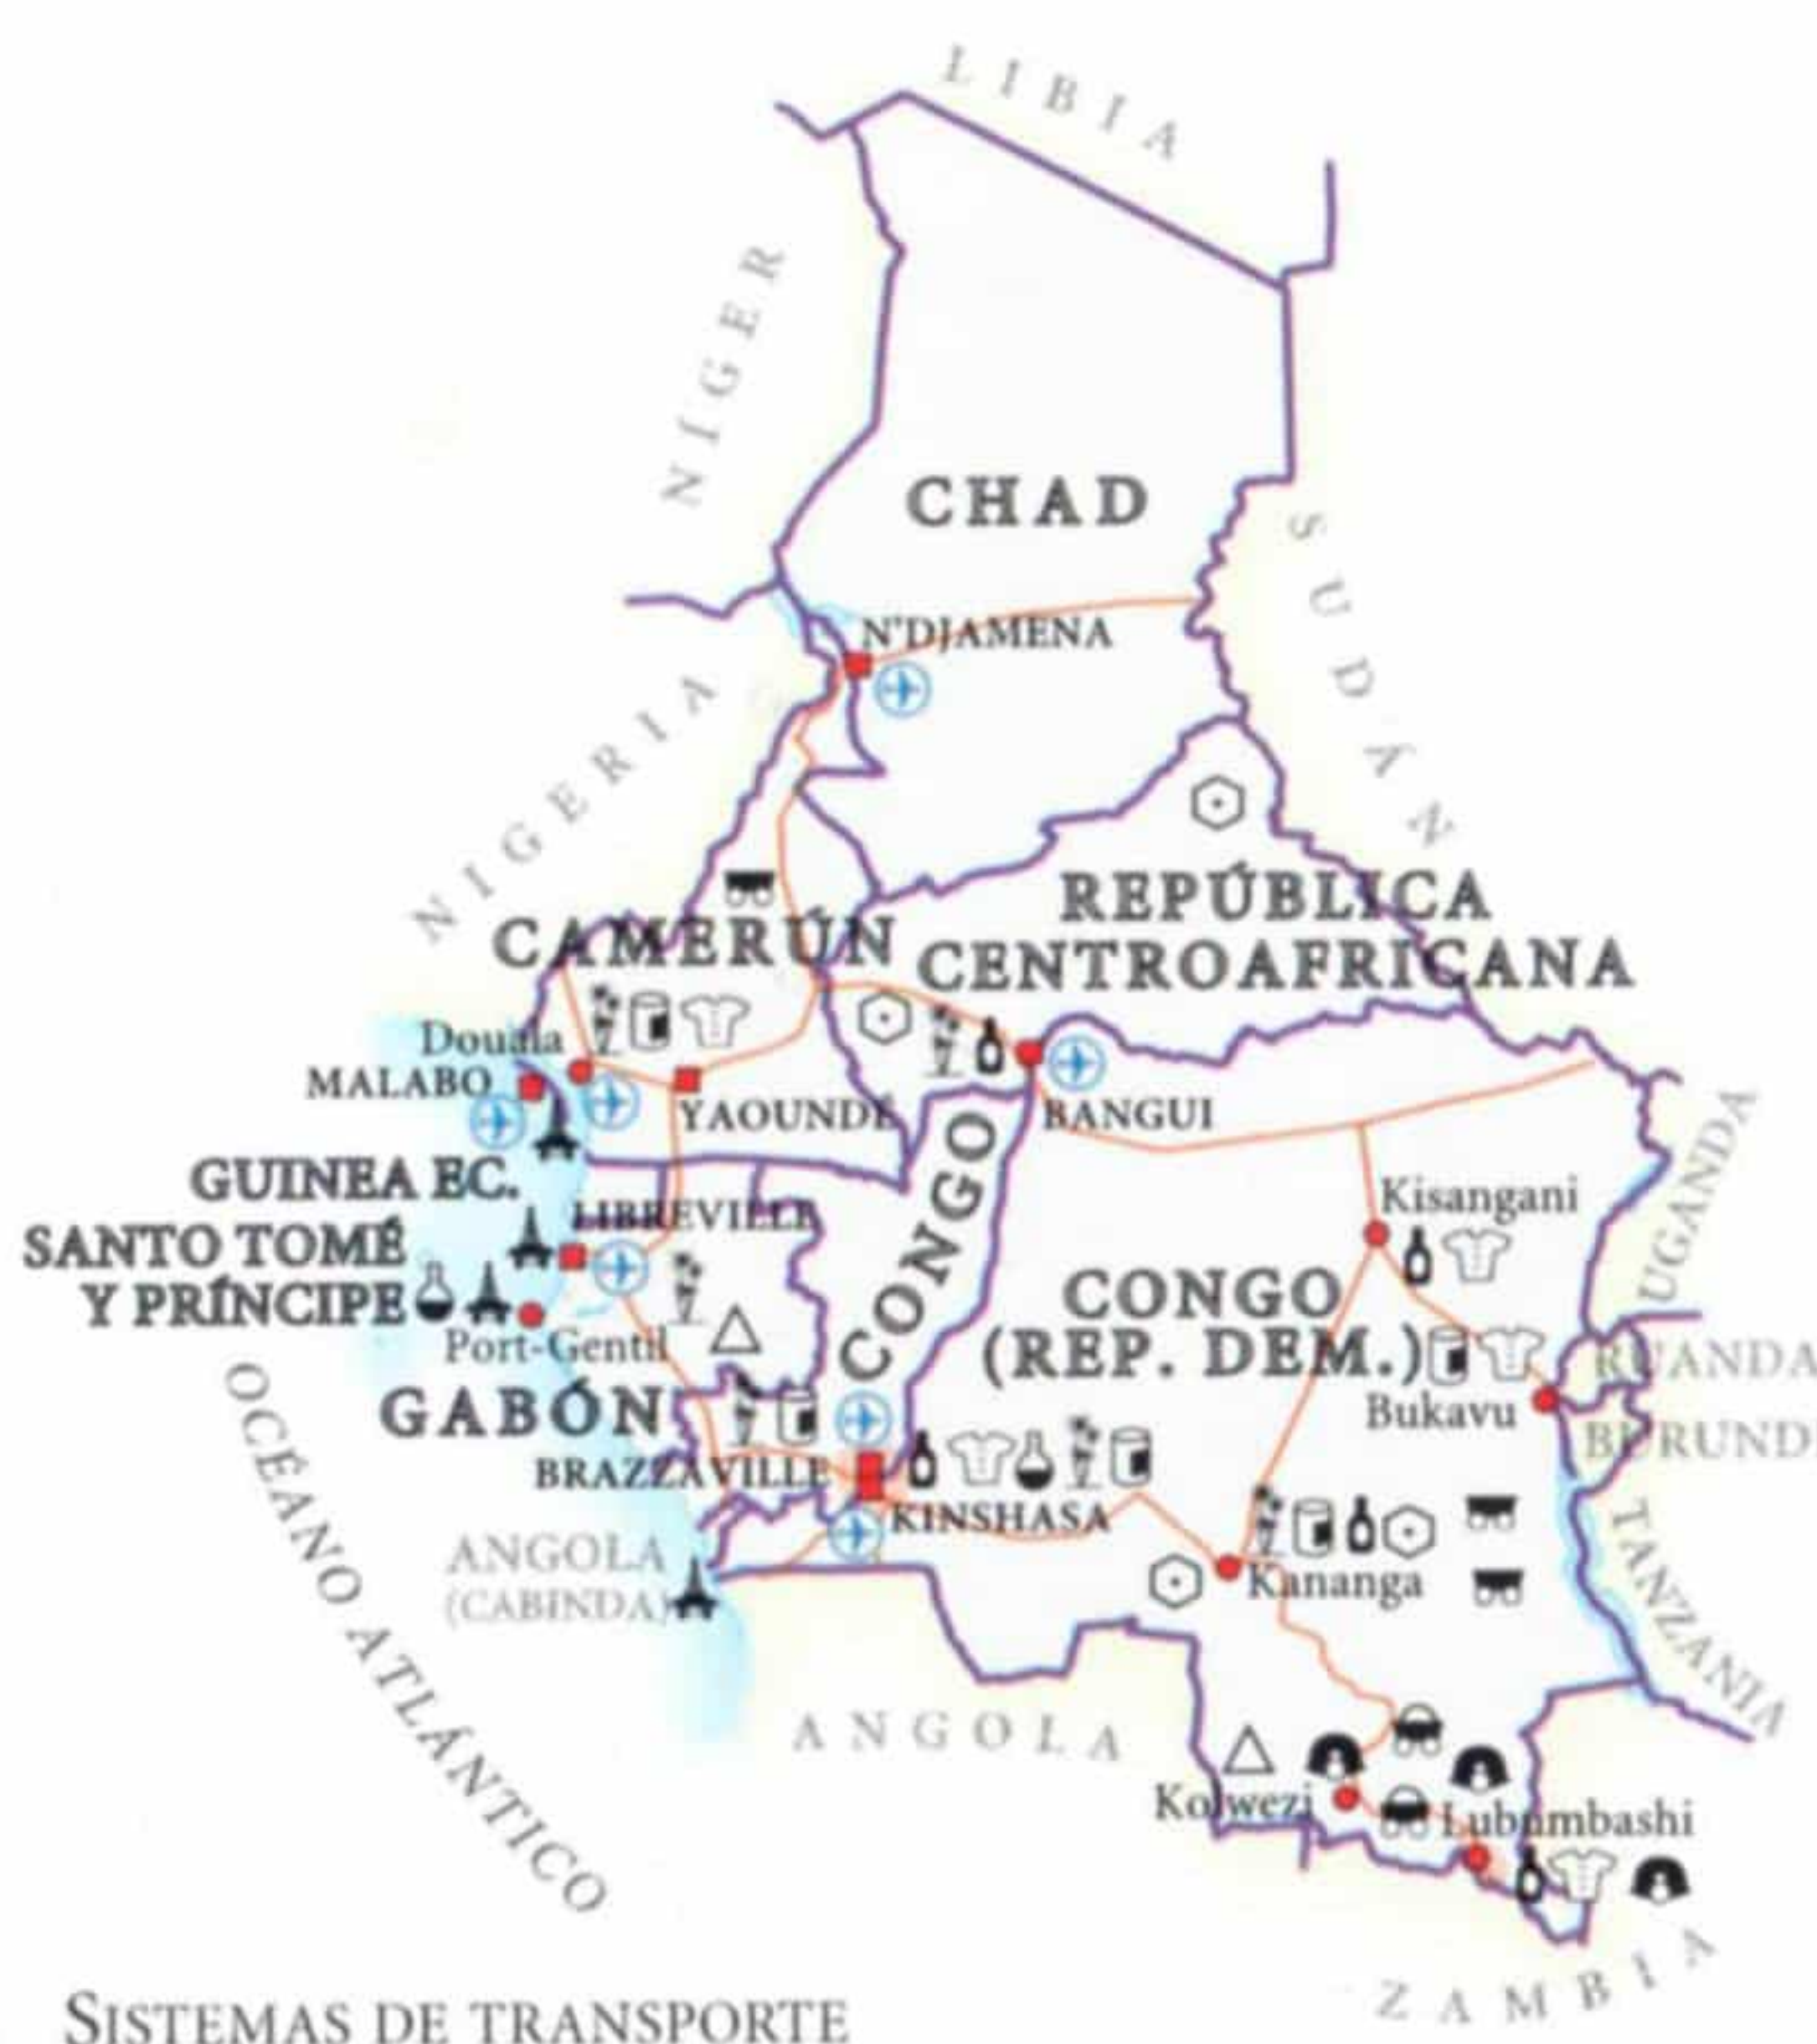 LIBIA
NIGER
CHAD
SUDÁN
N'DJAMENA
NIGERIA
REPÚBLICA
CENTROAFRICANA
CAMERÚN
Douala
MALABO
YAOUNDÉ
BANGUI
UGANDA
GUINEA EC.
Kisangani
LIBREVILLE
SANTO TOMÉ
Y PRÍNCIPE
CONGO
CONGO
(REP. DEM.)
Port-Gentil
RUANDA
GABÓN
Bukavu
BURUND
BRAZZAVILLE
KINSHASA
OCÉANO ATLÁNTICO
ANGOLA
(CABINDA)
Kananga
TANZANIA
ANGOLA
Kolwezi
Lubumbashi
ZAMBIA
SISTEMAS DE TRANSPORTE